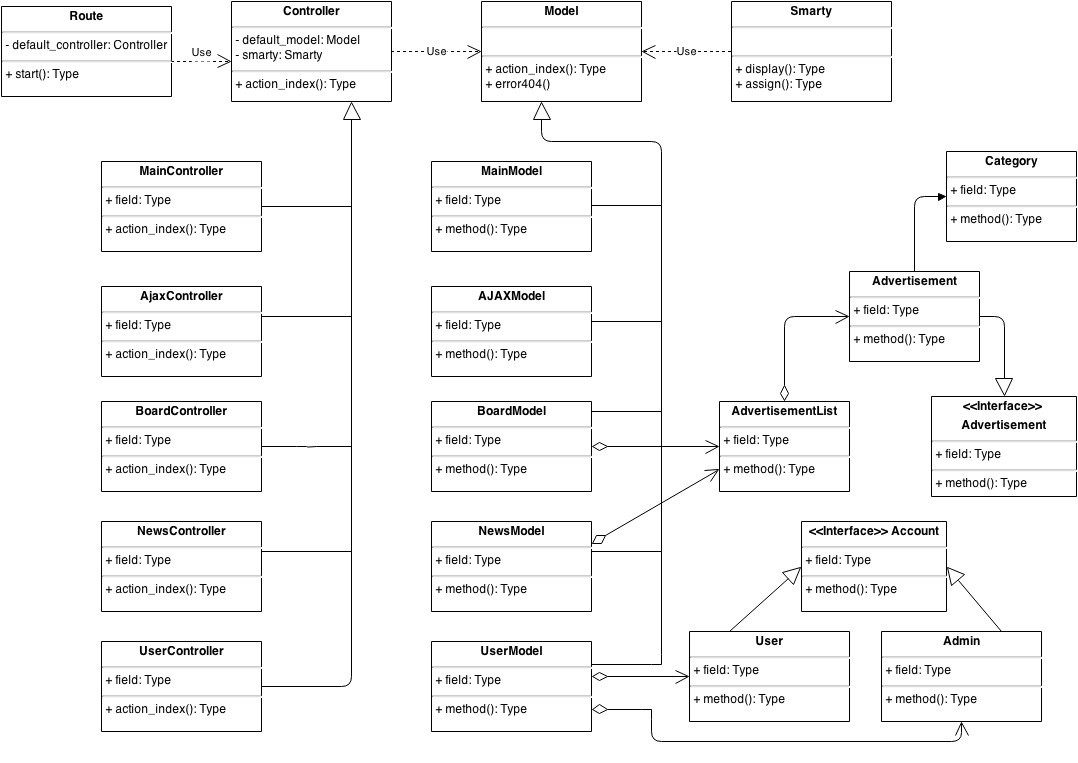 Route
- default_controller: Controller
+ start(): Type
Use
Controller
- default_model: Model
- smarty: Smarty
+ action_index(): Type
Use
Model
+ action_index(): Type
+ error404()
Use
Smarty
+ display(): Type
+ assign(): Type
MainController
+ field: Type
+ action_index(): Type
MainModel
+ field: Type
+ method(): Type
Category
+ field: Type
+ method(): Type
AjaxController
+ field: Type
+ action_index(): Type
AJAXModel
+ field: Type
+ method(): Type
Advertisement
+ field: Type
+ method(): Type
BoardController
+ field: Type
+ action_index(): Type
BoardModel
+ field: Type
+ method(): Type
AdvertisementList
+ field: Type
+ method(): Type
<<Interface>>
Advertisement
+ field: Type
+ method(): Type
NewsController
+ field: Type
+ action_index(): Type
NewsModel
+ field: Type
+ method(): Type
<<Interface>> Account
+ field: Type
+ method(): Type
UserController
+ field: Type
+ action_index(): Type
UserModel
+ field: Type
+ method(): Type
User
+ field: Type
+ method(): Type
Admin
+ field: Type
+ method(): Type